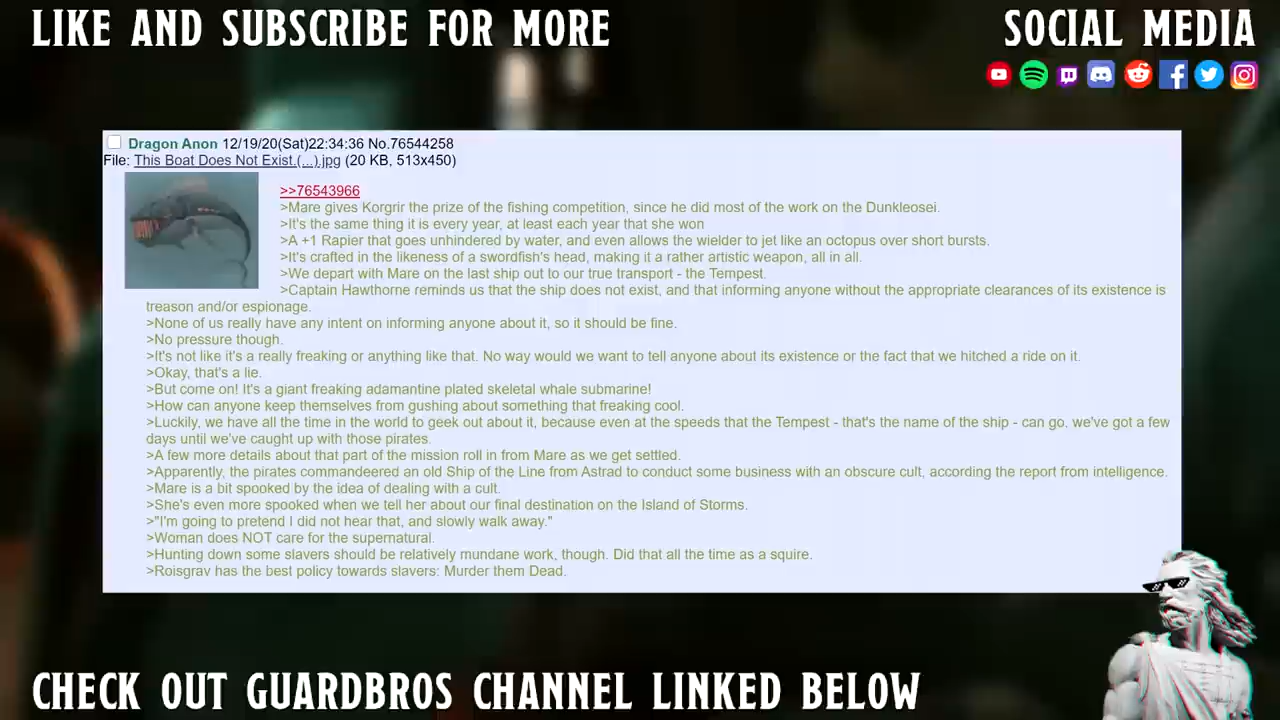 LIKE AND SUBSCRIBE FOR MORE
SOCIAL MEDIA
Dragon Anon 12/19/20(Sat)22:34:36 No.76544258
File: This Boat Does Not Exist.(...).jpg (20 KB, 513x450)
>>76543966
>Mare gives Korgrir the prize of the fishing competition, since he did most of the work on the Dunkleosei.
>It's the same thing it is every year, at least each year that she won
>A +1 Rapier that goes unhindered by water, and even allows the wielder to jet like an octopus over short bursts.
>It's crafted in the likeness of a swordfish's head, making it a rather artistic weapon, all in all.
>We depart with Mare on the last ship out to our true transport - the Tempest.
>Captain Hawthorne reminds us that the ship does not exist, and that informing anyone without the appropriate clearances of its existence is
treason and/or espionage.
>None of us really have any intent on informing anyone about it, so it should be fine.
>No pressure though.
>It's not like it's a really freaking or anything like that. No way would we want to tell anyone about its existence or the fact that we hitched a ride on it.
>Okay, that's a lie.
>But come on! It's a giant freaking adamantine plated skeletal whale submarine!
>How can anyone keep themselves from gushing about something that freaking cool.
>Luckily, we have all the time in the world to geek out about it, because even at the speeds that the Tempest - that's the name of the ship - can go, we've got a few
days until we've caught up with those pirates.
>A few more details about that part of the mission roll in from Mare as we get settled.
>Apparently, the pirates commandeered an old Ship of the Line from Astrad to conduct some business with an obscure cult, according the report from intelligence.
>Mare is a bit spooked by the idea of dealing with a cult.
>She's even more spooked when we tell her about our final destination on the Island of Storms.
>"I'm going to pretend I did not hear that, and slowly walk away."
>Woman does NOT care for the supernatural.
>Hunting down some slavers should be relatively mundane work, though. Did that all the time as a squire.
>Roisgrav has the best policy towards slavers: Murder them Dead.
CHECK OUT GUARDBROS CHANNEL LINKED BELOW